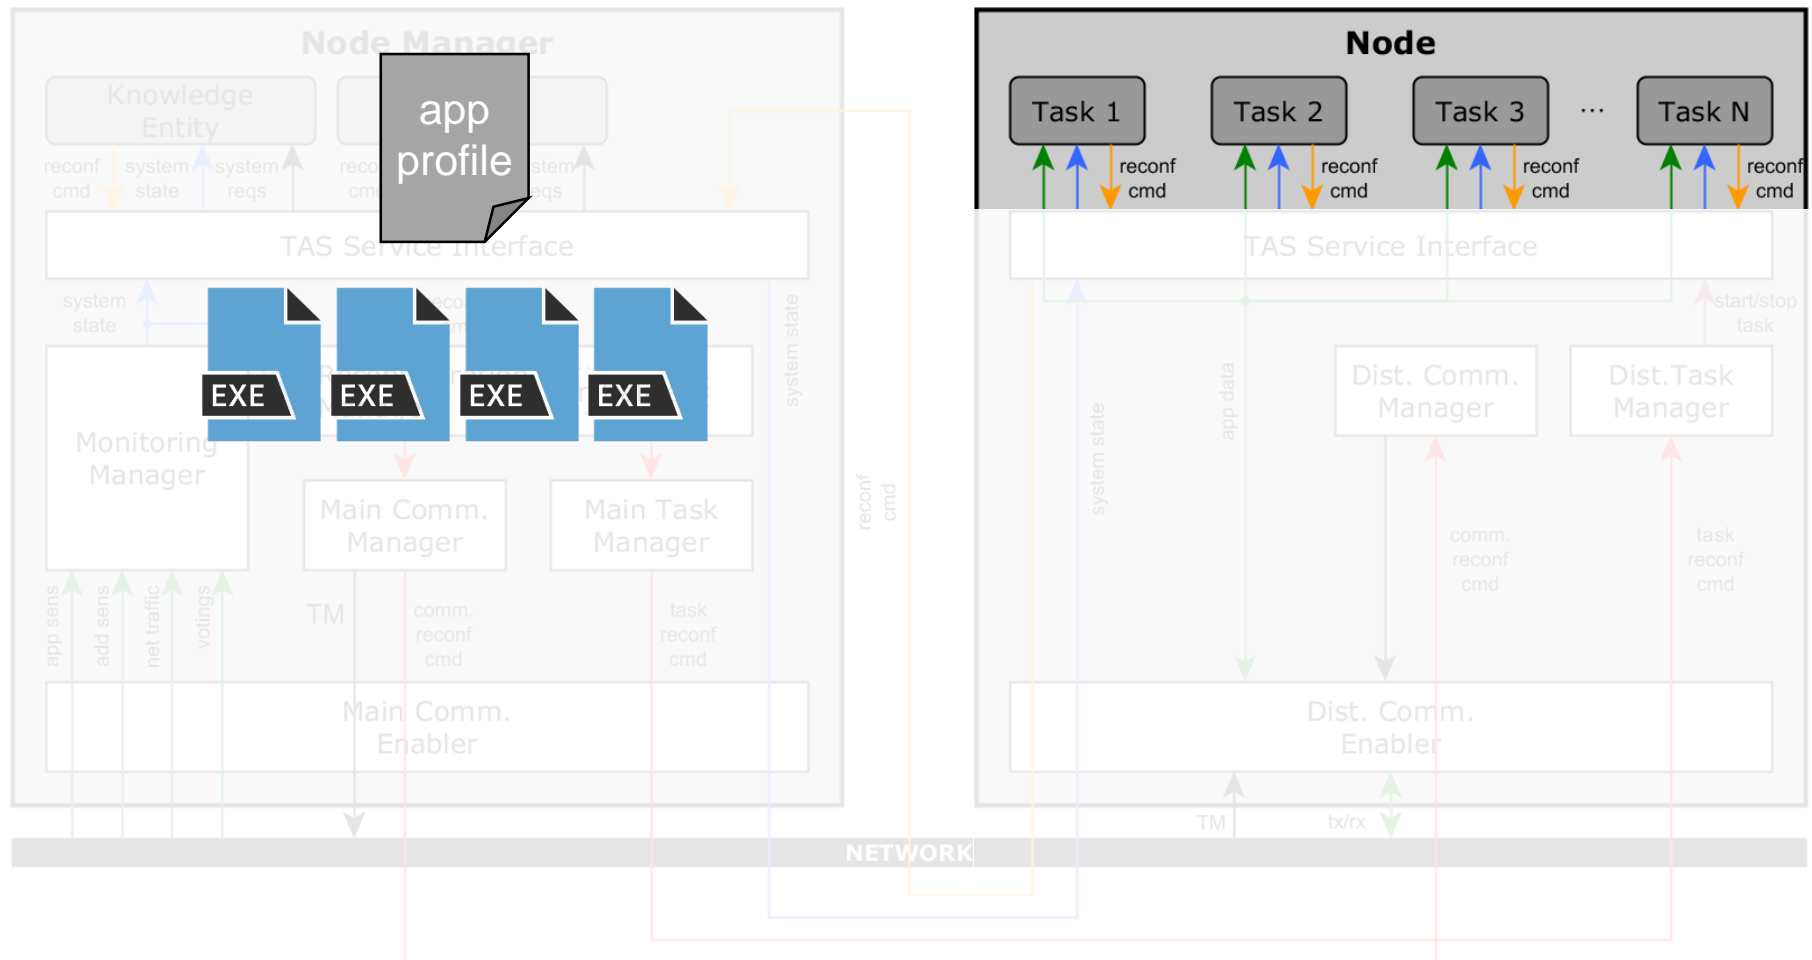 Node Manager
Knowledge
Entity
app
profile
reconf
cmd
system
state
system
reqs
TAS Service Interface
system
state
EXE
EXE
EXE
EXE
Monitoring
Manager
Main Comm.
Manager
Main Task
Manager
app sens
add sens
net traffic
votings
TM
comm.
reconf
cmd
task
reconf
cmd
Main Comm.
Enabler
system state
reconf
cmd
NETWORK
Node
Task 1
Task 2
Task 3
...
Task N
reconf
cmd
reconf
cmd
reconf
cmd
reconf
cmd
TAS Service Interface
start/stop
task
app data
system state
Dist. Comm.
Manager
Dist.Task
Manager
comm.
reconf
cmd
task
reconf
cmd
Dist. Comm.
Enabler
TM
tx/rx